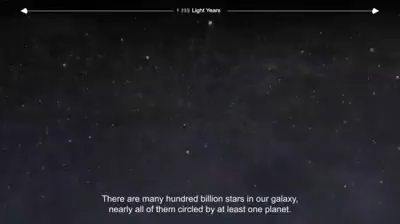 Light Years
There are many hundred billion stars in our galaxy,
nearly all of them circled by at least one planet.